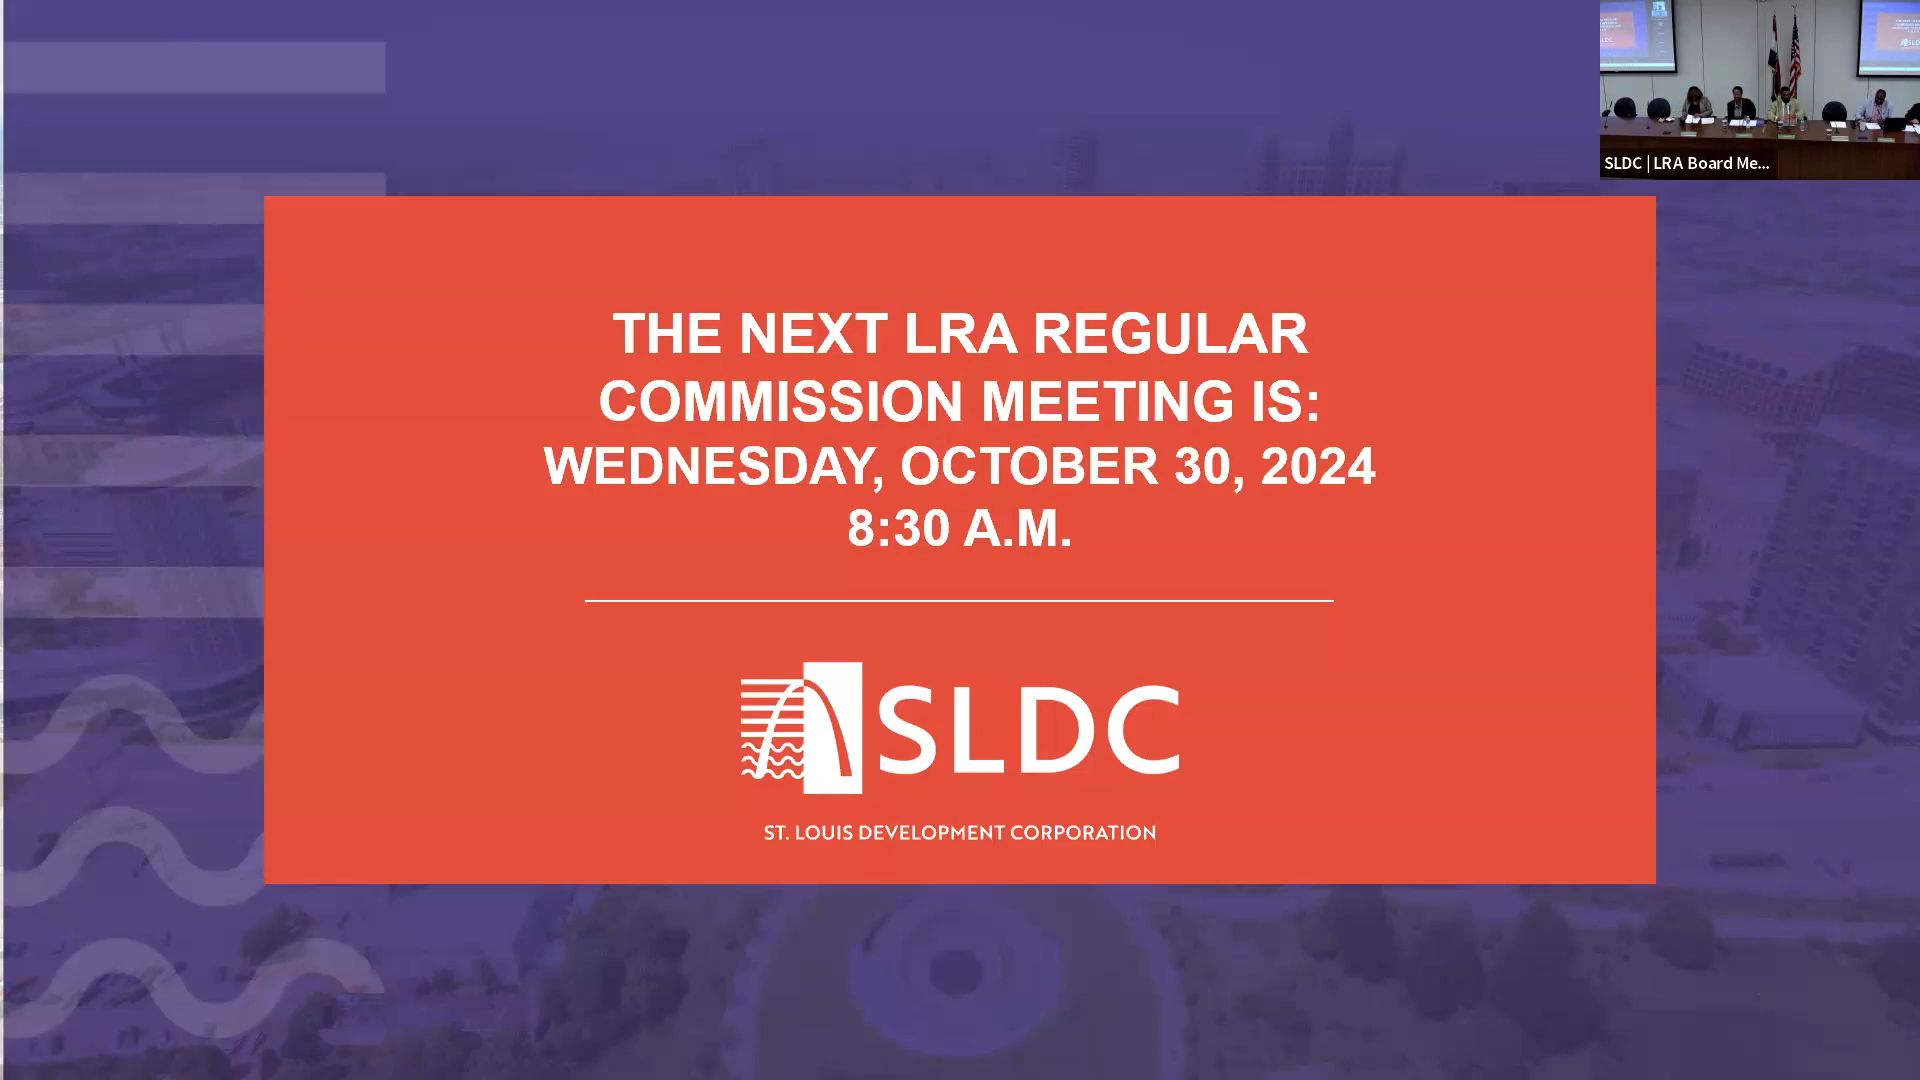 SLDC | LRA Board Me...
THE NEXT LRA REGULAR
COMMISSION MEETING IS:
WEDNESDAY, OCTOBER 30, 2024
8:30 A.M.
SLDC
ST. LOUIS DEVELOPMENT CORPORATION